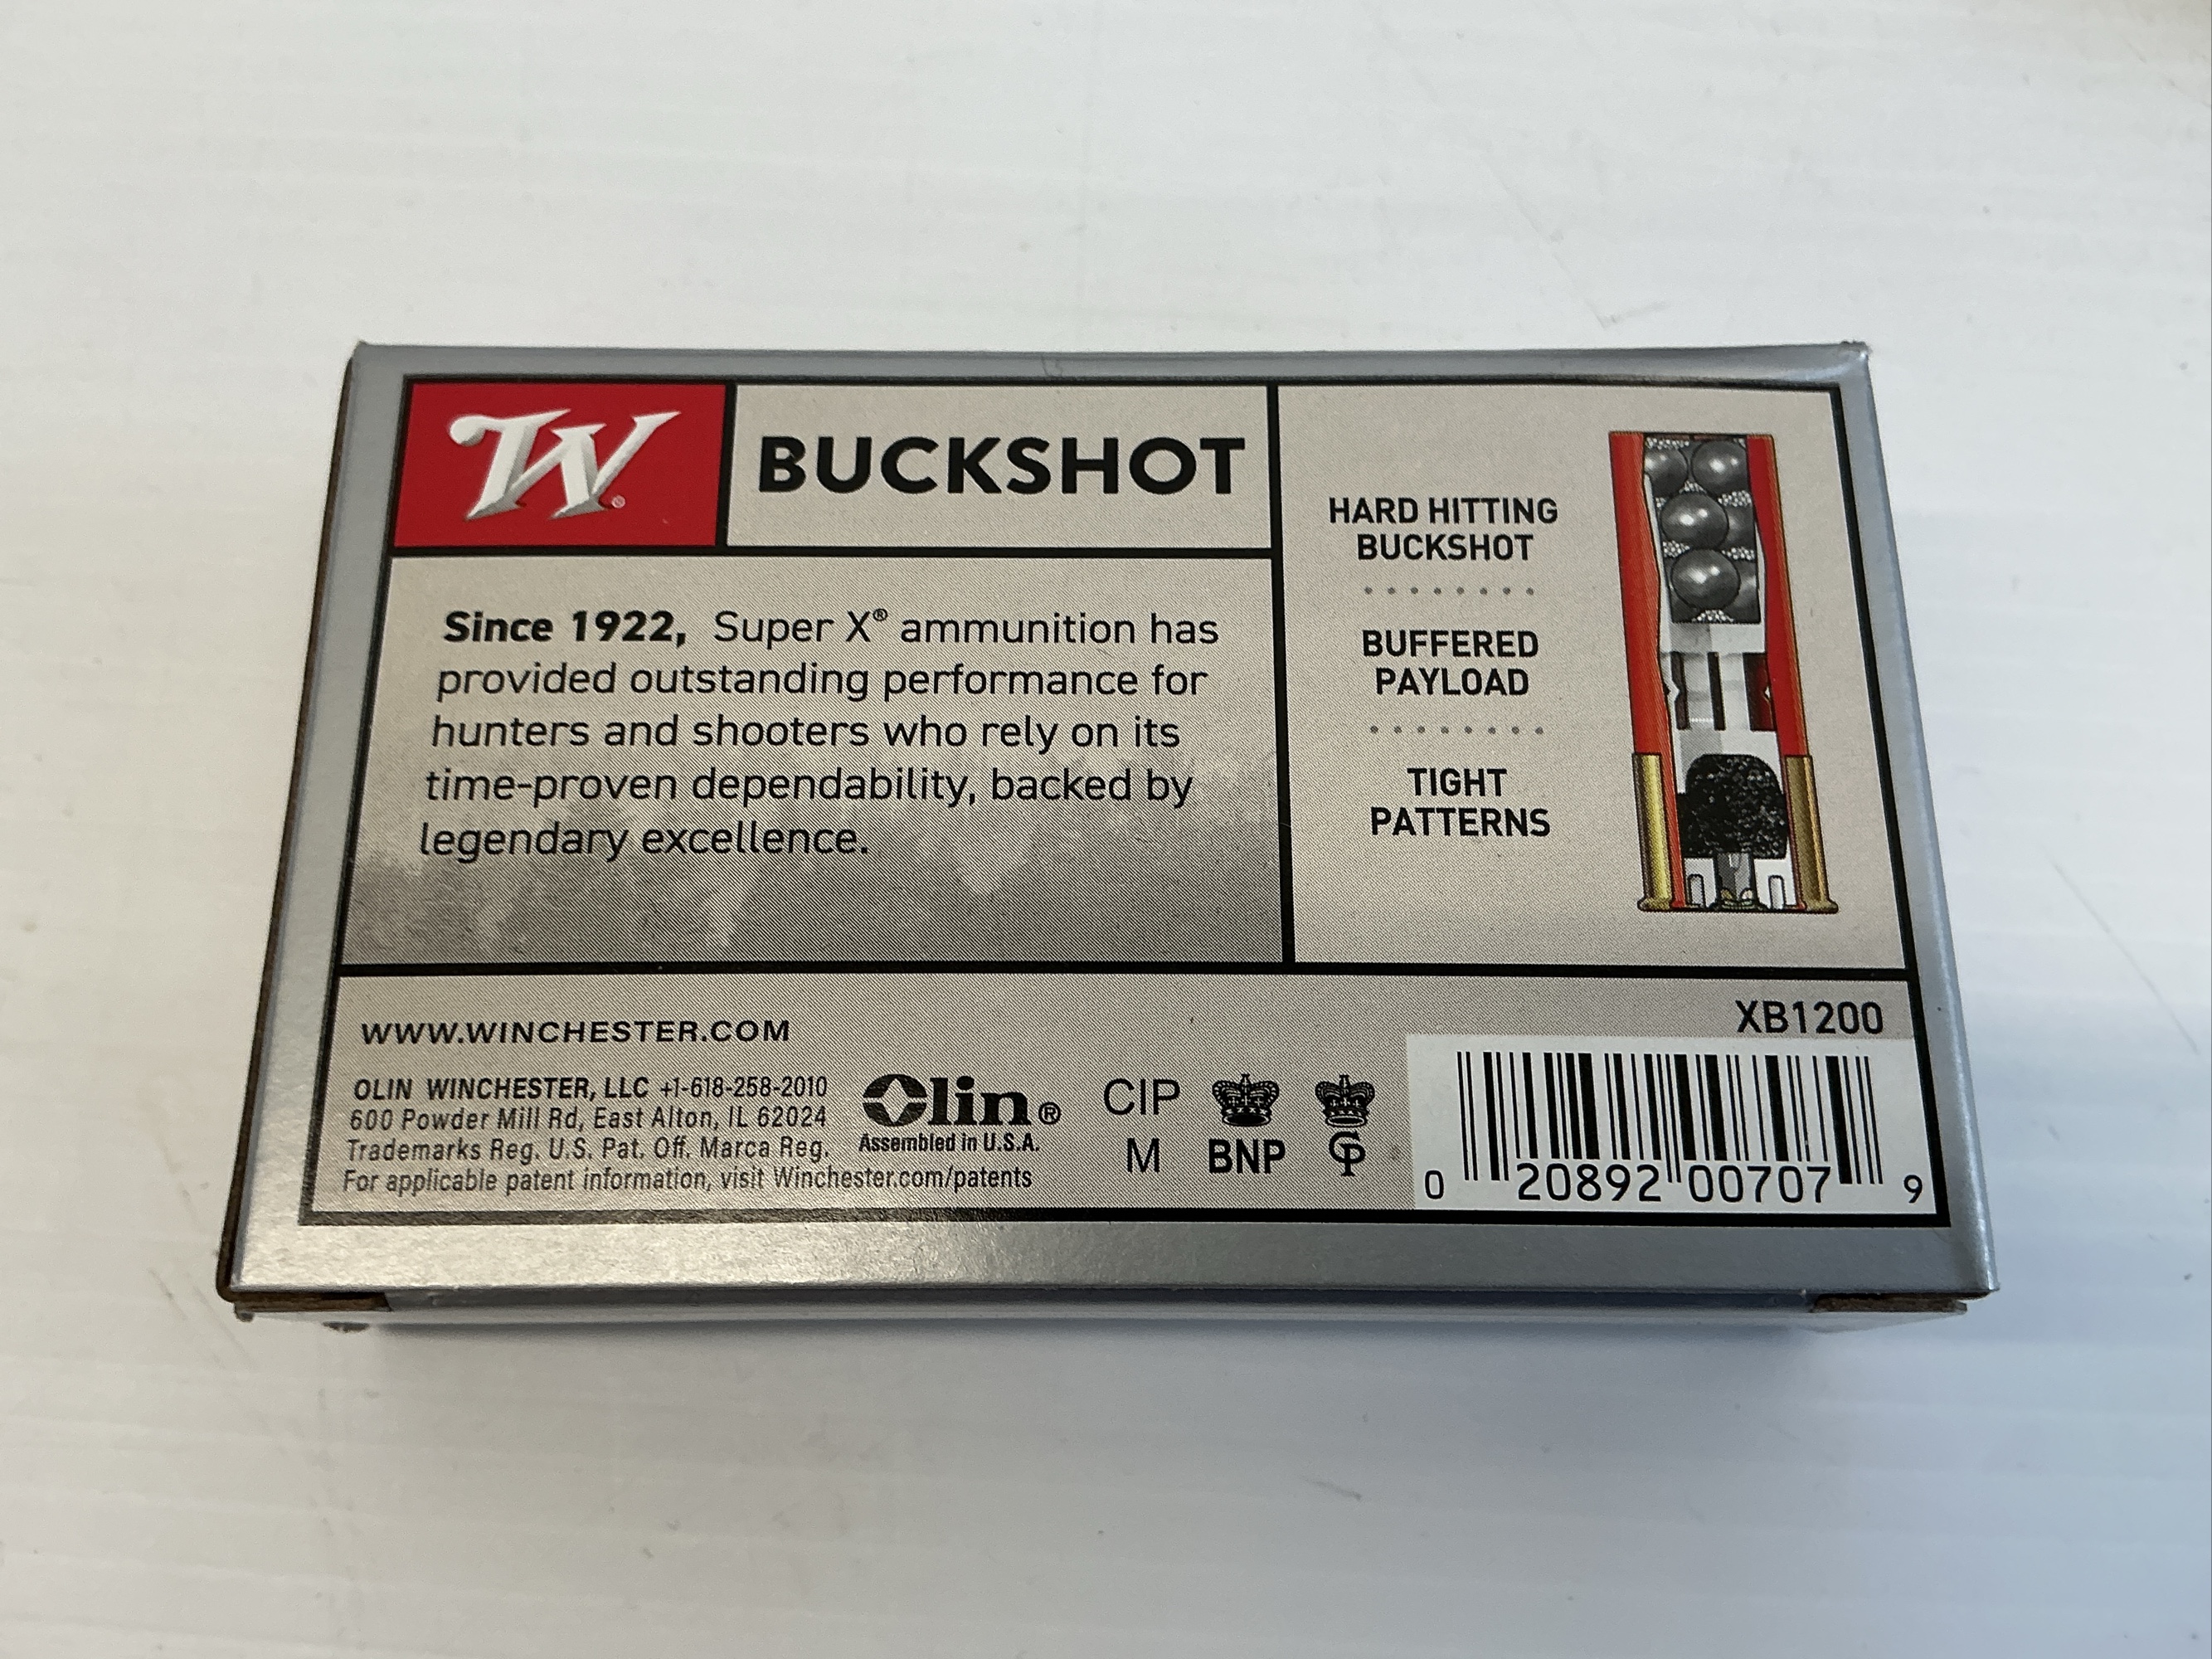 W®
BUCKSHOT
Since 1922, Super X® ammunition has
provided outstanding performance for
hunters and shooters who rely on its
time-proven dependability, backed by
legendary excellence.
HARD HITTING
BUCKSHOT
BUFFERED
PAYLOAD
TIGHT
PATTERNS
WWW.WINCHESTER.COM
OLIN WINCHESTER, LLC +1-618-258-2010
600 Powder Mill Rd, East Alton, IL 62024
Trademarks Reg. U.S. Pat. Off. Marca Reg.
For applicable patent information, visit Winchester.com/patents
Olin®
Assembled in U.S.A.
CIP
M
BNP
GP
XB1200
0 20892 00707 9